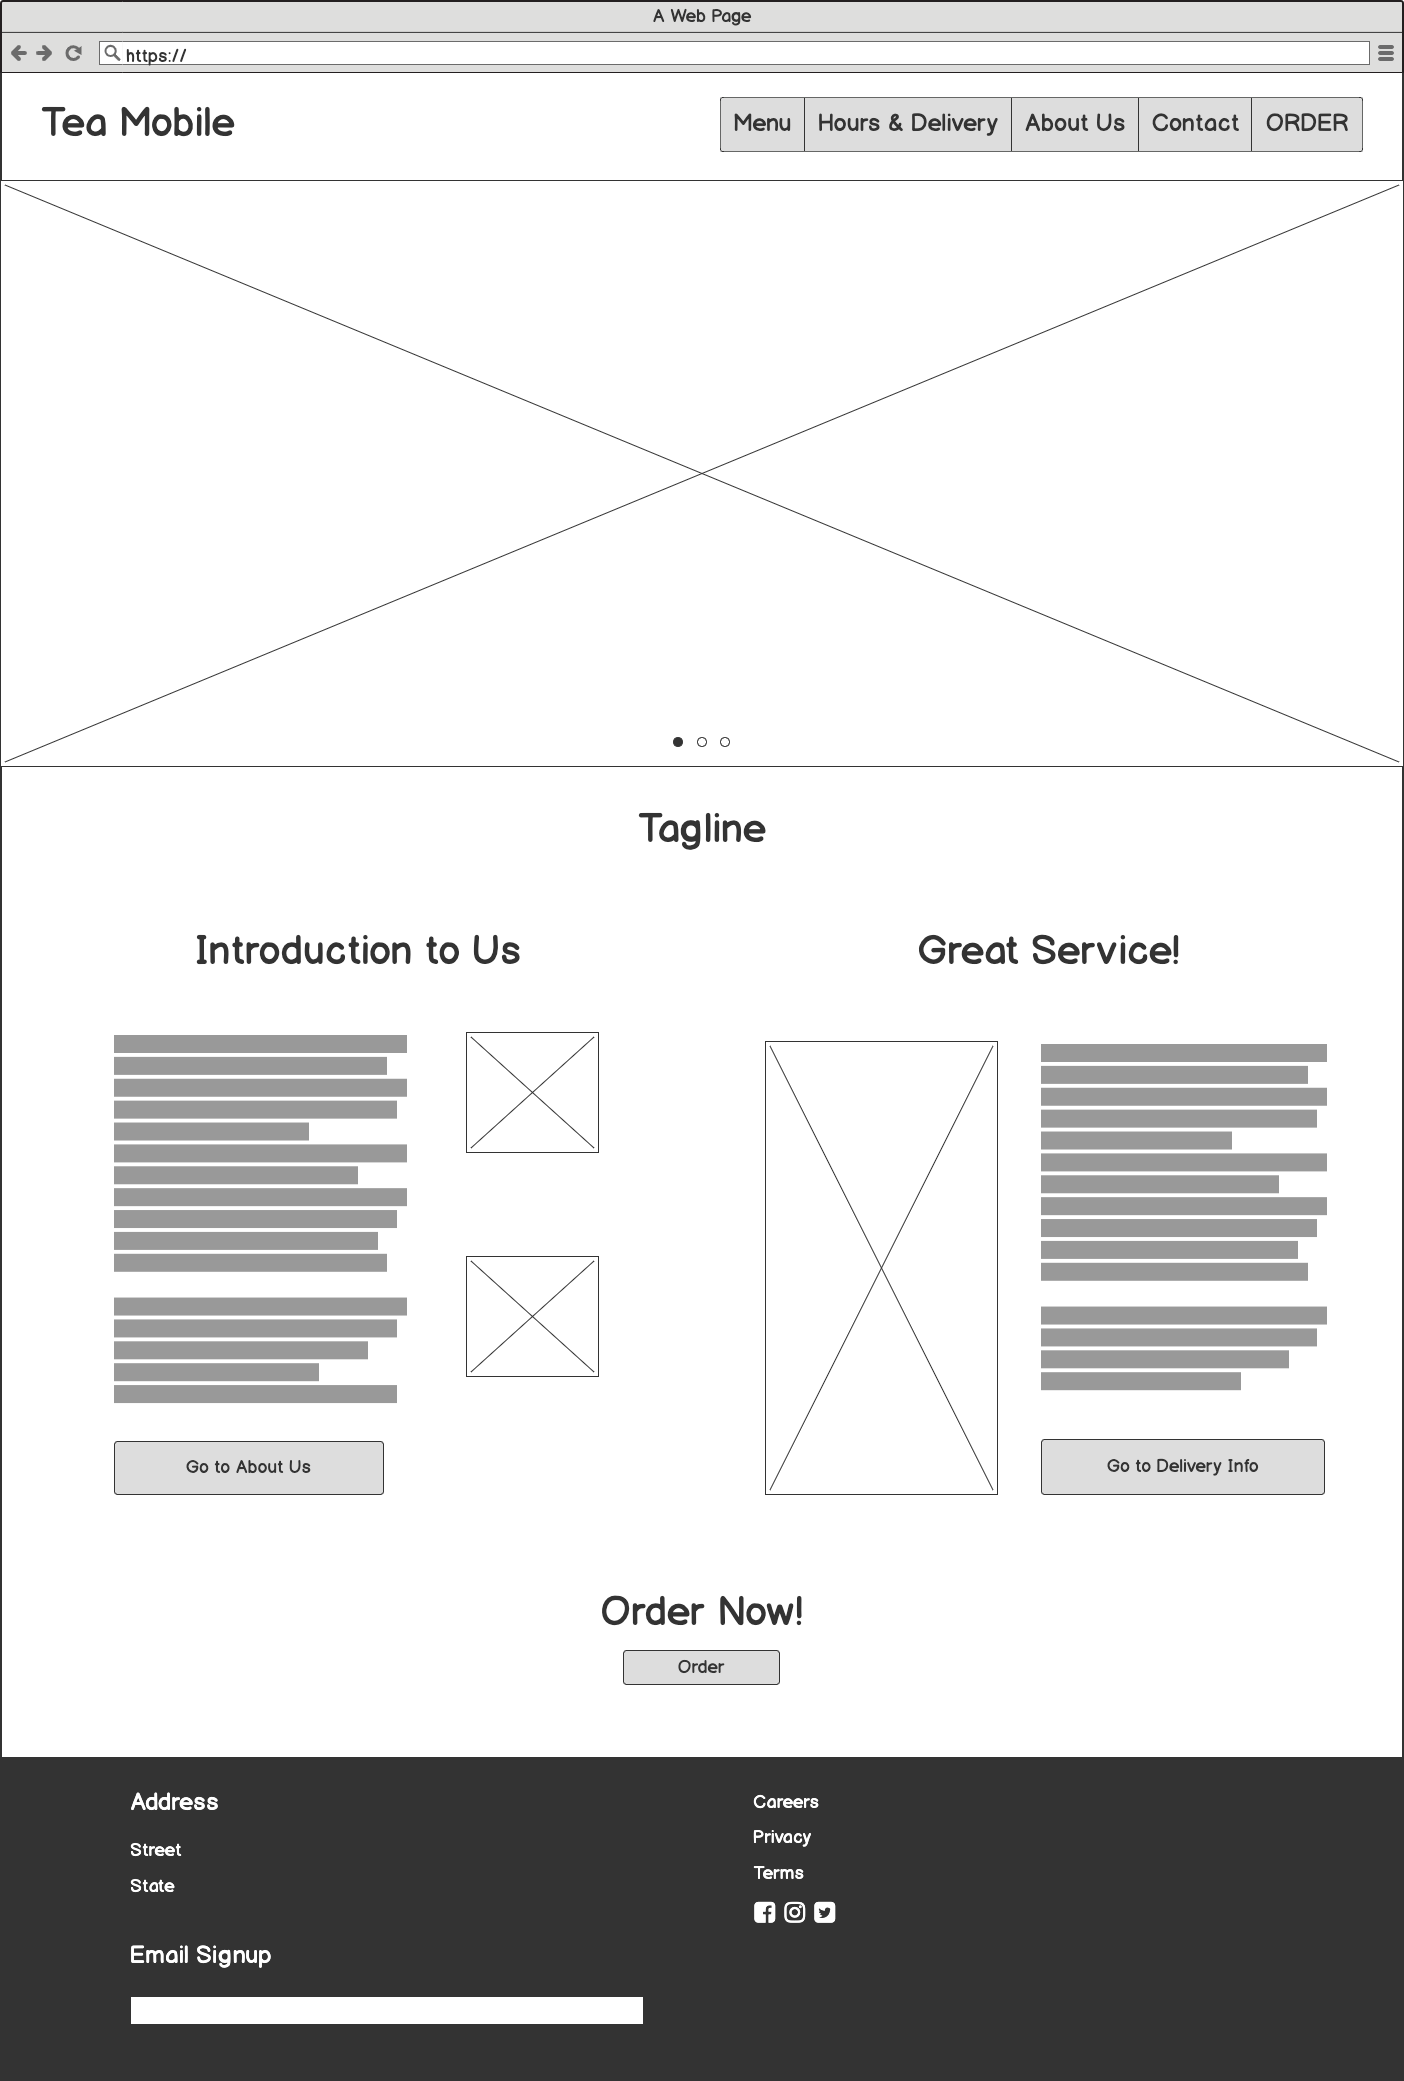 A Web Page
https://
Tea Mobile
Menu
Hours & Delivery
About Us
Contact
ORDER
Tagline
Introduction to Us
Great Service!
Go to About Us
Go to Delivery Info
Order Now!
Order
Address
Street
State
Email Signup
Careers
Privacy
Terms